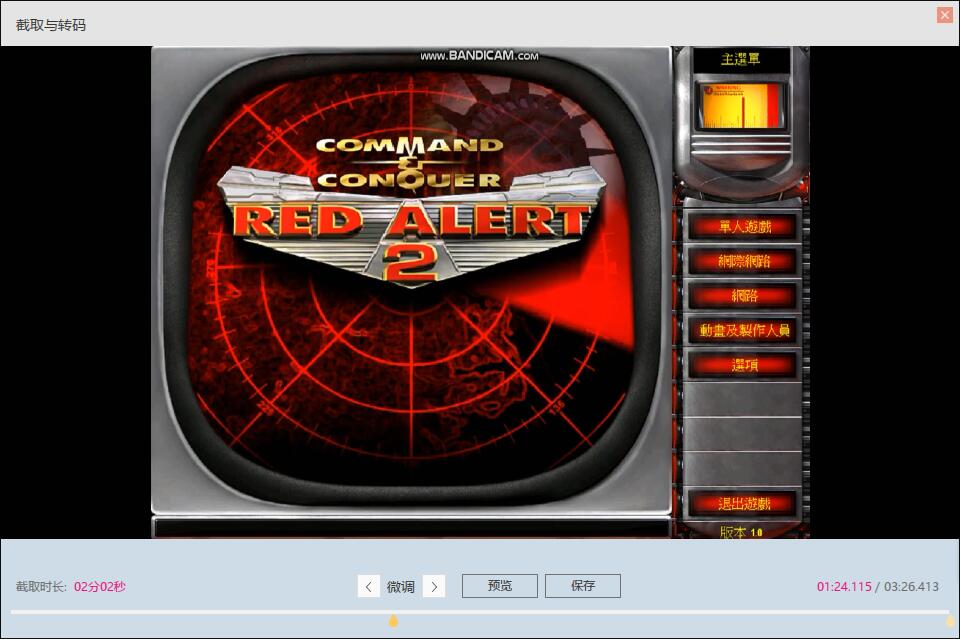 截取与转码
WWW.BANDICAM.COM
主選單
COMMAND
&
CONQUER
RED ALERT
2
單人遊戲
網際網路
網路
動畫及製作人員
選項
退出遊戲
版本 1.0
截取时长: 02分02秒
微调
预览
保存
01:24.115 / 03:26.413